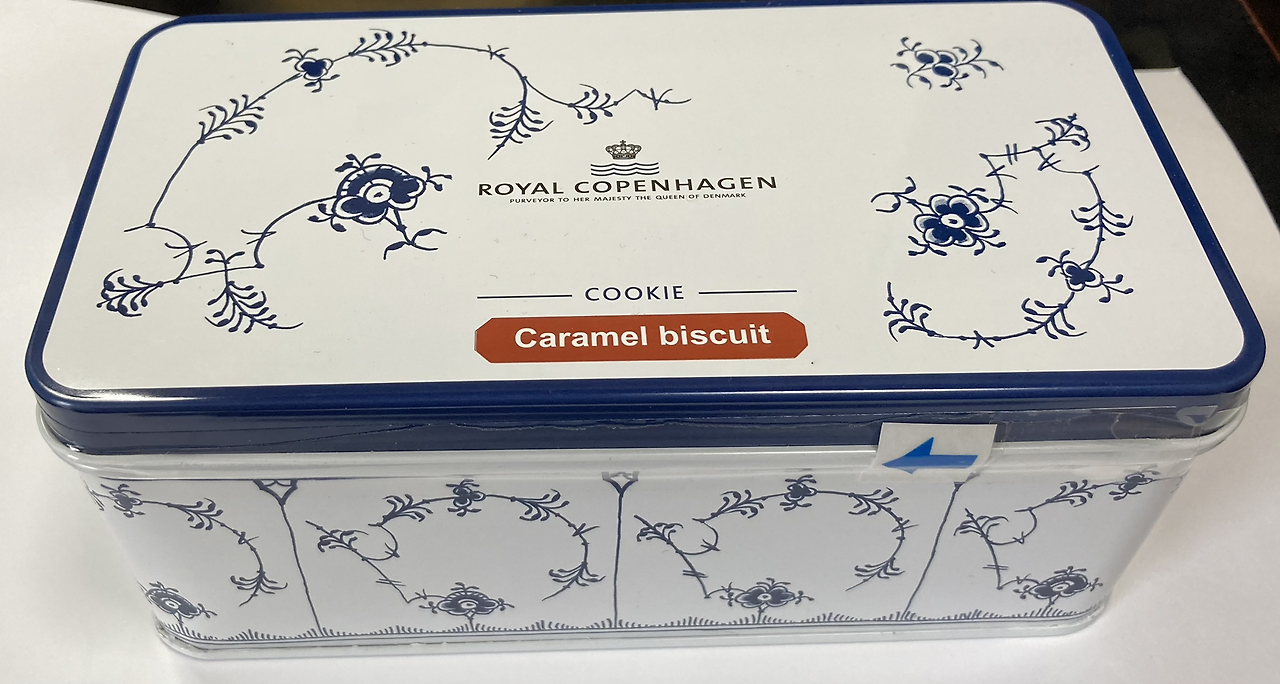 ROYAL COPENHAGEN
PURVEYOR TO HER MAJESTY THE QUEEN OF DENMARK
COOKIE
Caramel biscuit